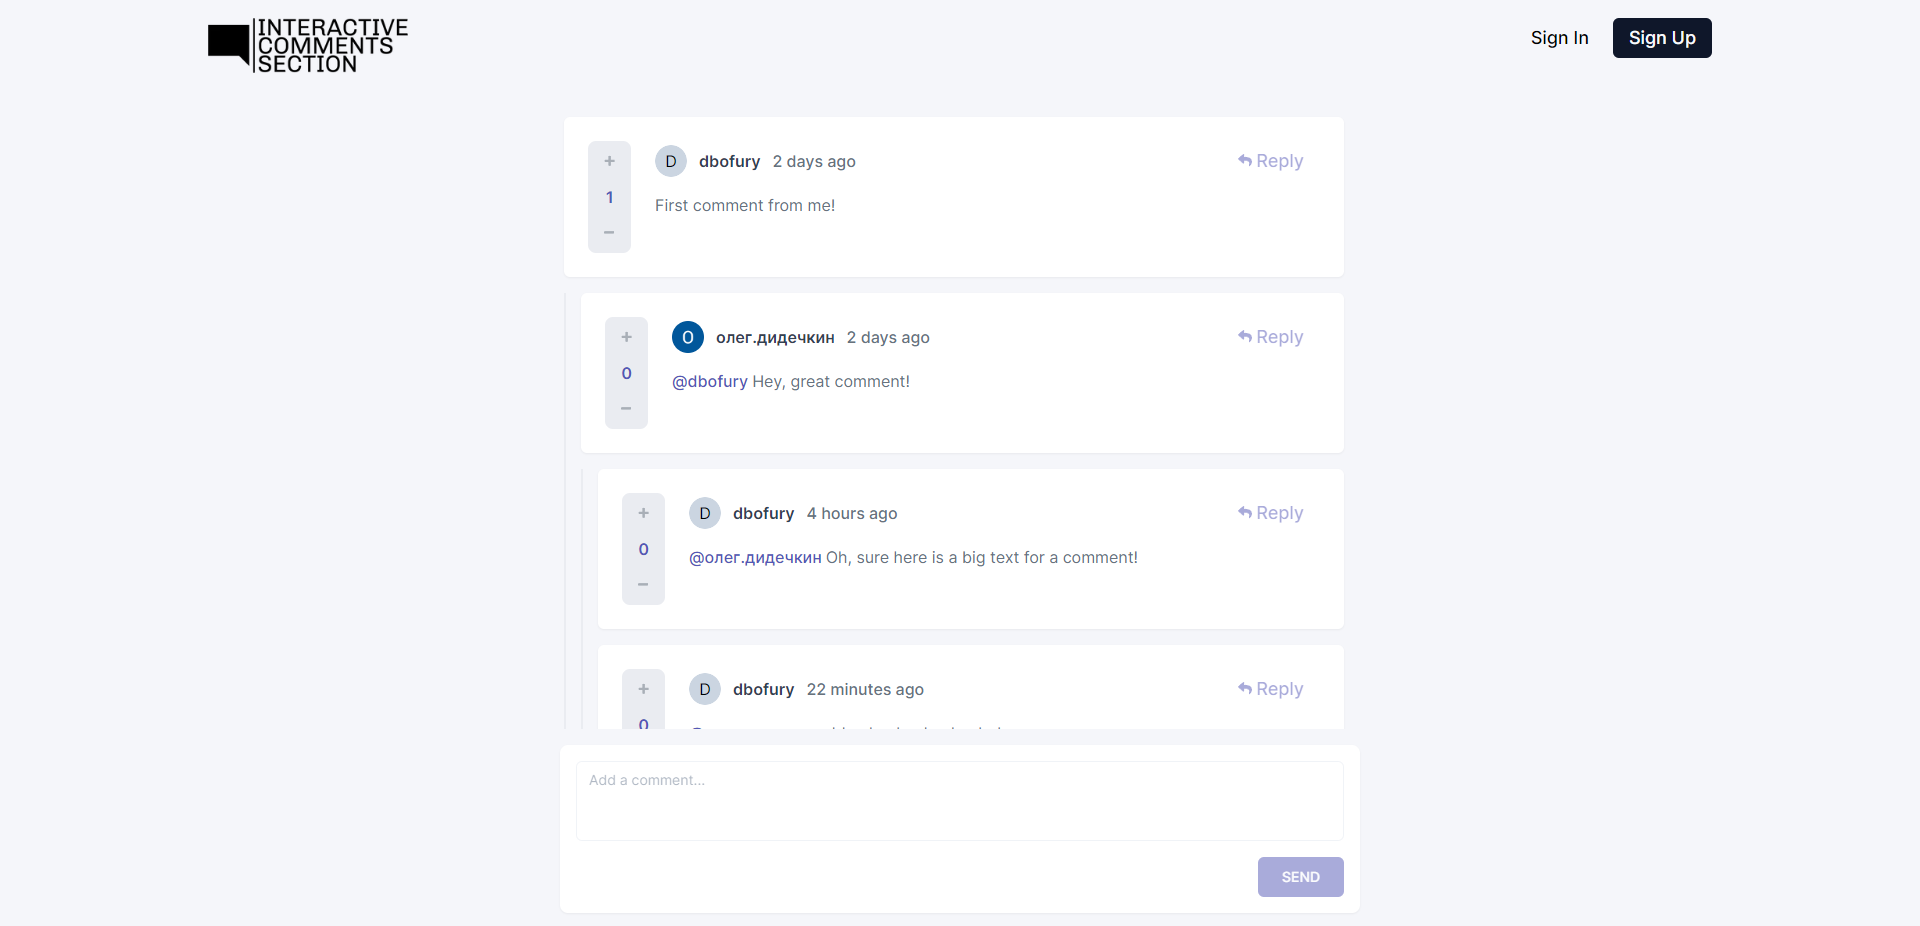 INTERACTIVE
COMMENTS
SECTION
Sign In
Sign Up
+
1
−
D
dbofury 2 days ago
Reply
First comment from me!
+
0
−
O
олег.дидечкин 2 days ago
Reply
@dbofury Hey, great comment!
+
0
−
D
dbofury 4 hours ago
Reply
@олег.дидечкин Oh, sure here is a big text for a comment!
+
0
D
dbofury 22 minutes ago
Reply
Add a comment...
SEND